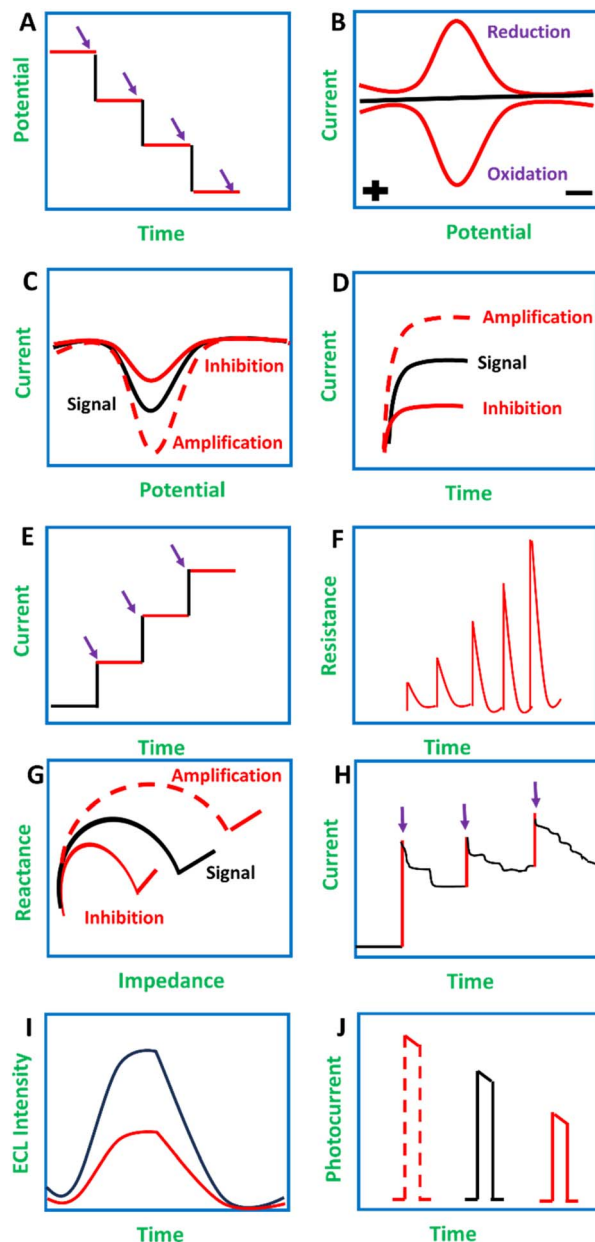 A
Potential
Time
B
Current
Reduction
Oxidation
+
−
Potential
C
Current
Signal
Inhibition
Amplification
Potential
D
Current
Amplification
Signal
Inhibition
Time
E
Current
Time
F
Resistance
Time
G
Reactance
Amplification
Signal
Inhibition
Impedance
H
Current
Time
I
ECL Intensity
Time
J
Photocurrent
Time